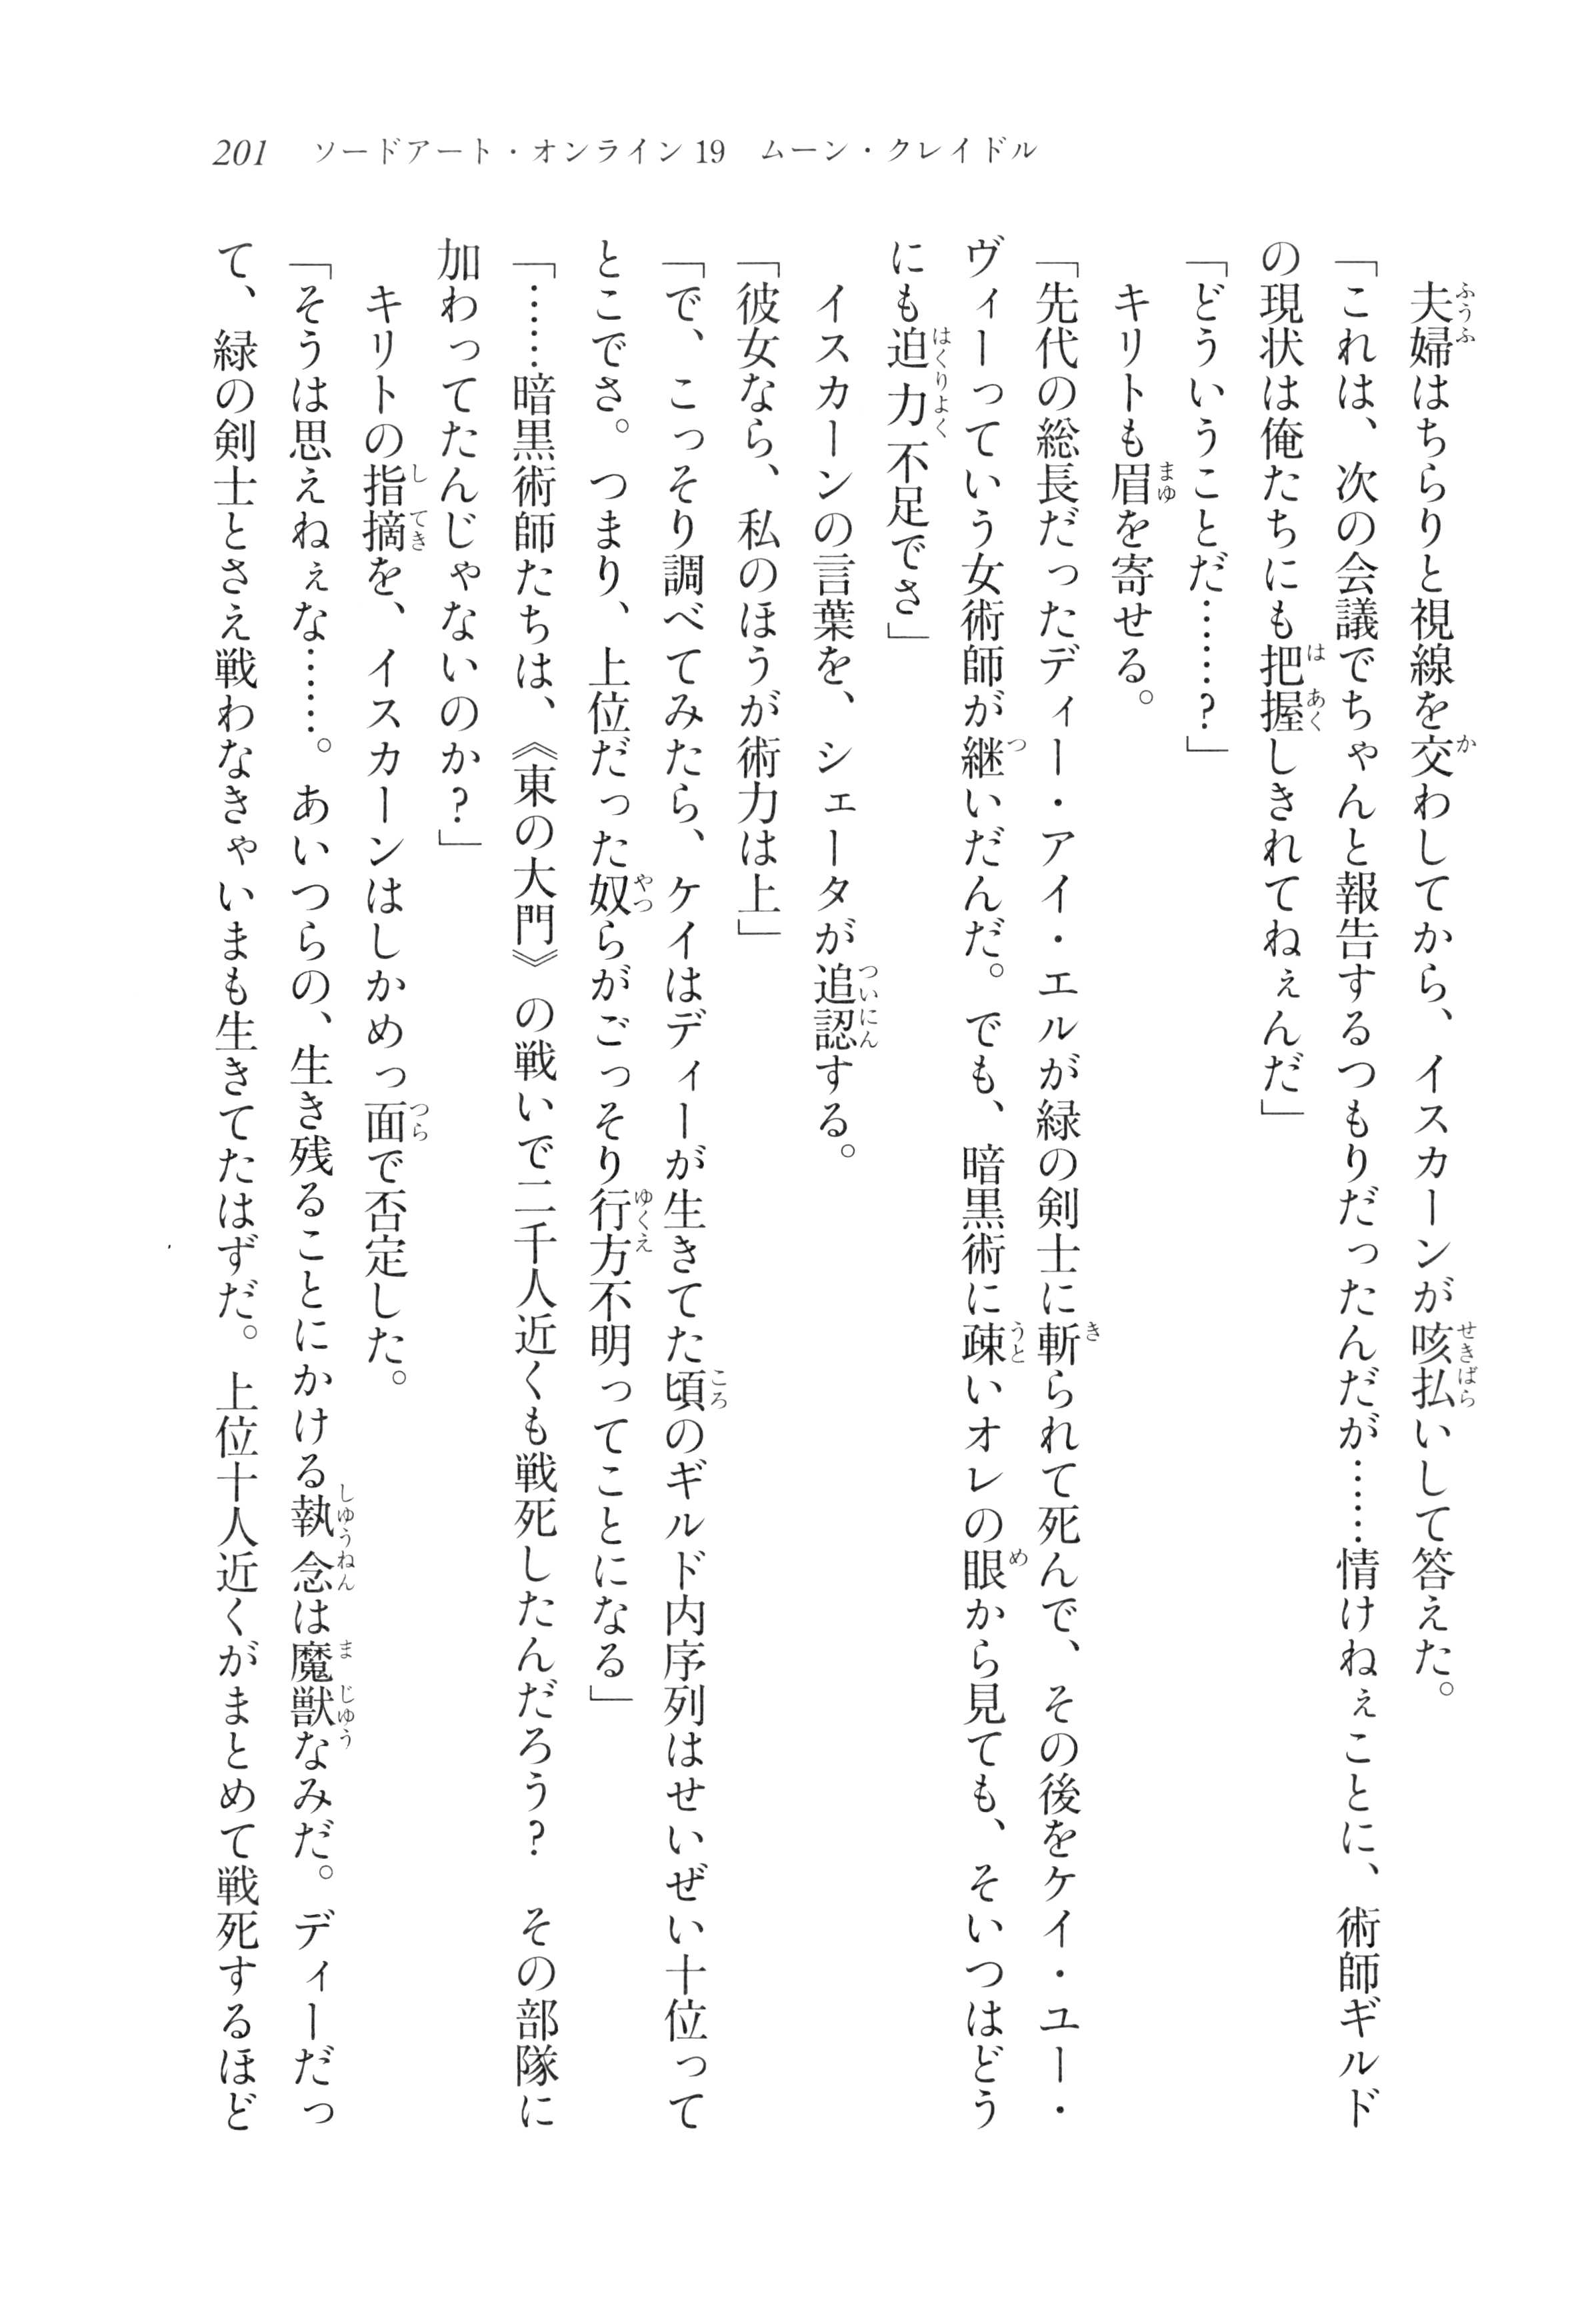 201　ソードアート・オンライン19　ムーン・クレイドル
　夫婦はちらりと視線を交わしてから、イスカーンが咳払いして答えた。
「これは、次の会議でちゃんと報告するつもりだったんだが……情けねぇことに、術師ギルド
の現状は俺たちにも把握しきれてねぇんだ」
「どういうことだ……？」
　キリトも眉を寄せる。
「先代の総長だったディー・アイ・エルが緑の剣士に斬られて死んで、その後をケイ・ユー・
ヴィーっていう女術師が継いだんだ。でも、暗黒術に疎いオレの眼から見ても、そいつはどう
にも迫力不足でさ」
　イスカーンの言葉を、シェータが追認する。
「彼女なら、私のほうが術力は上」
「で、こっそり調べてみたら、ケイはディーが生きてた頃のギルド内序列はせいぜい十位って
とこでさ。つまり、上位だった奴らがごっそり行方不明ってことになる」
「……暗黒術師たちは、《東の大門》の戦いで二千人近くも戦死したんだろう？　その部隊に
加わってたんじゃないのか？」
　キリトの指摘を、イスカーンはしかめっ面で否定した。
「そうは思えねぇな……。あいつらの、生き残ることにかける執念は魔獣なみだ。ディーだっ
て、緑の剣士とさえ戦わなきゃいまも生きてたはずだ。上位十人近くがまとめて戦死するほど